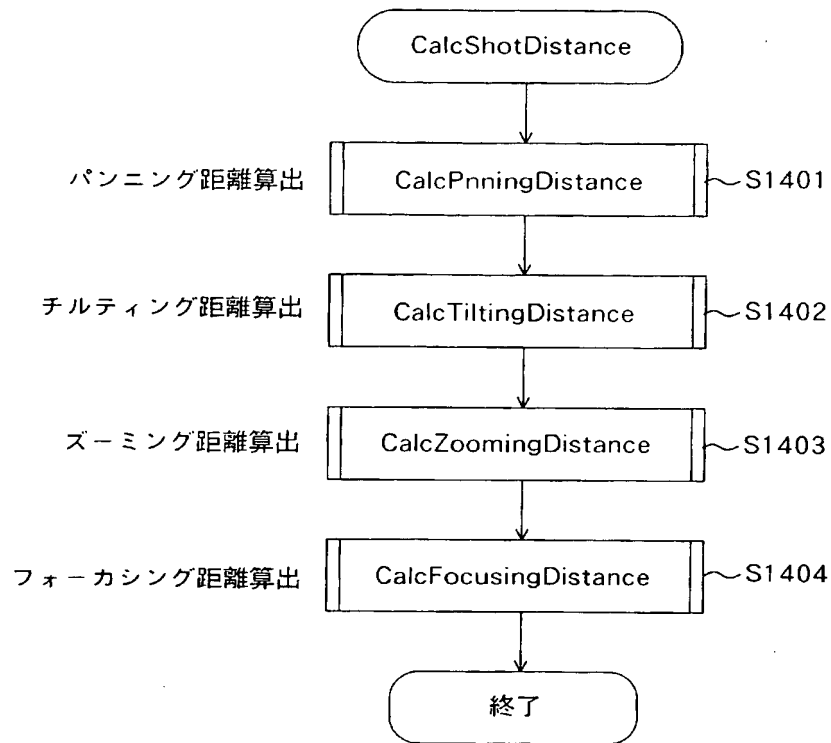 CalcShotDistance
パンニング距離算出 CalcPnningDistance S1401
チルティング距離算出 CalcTiltingDistance S1402
ズーミング距離算出 CalcZoomingDistance S1403
フォーカシング距離算出 CalcFocusingDistance S1404
終了